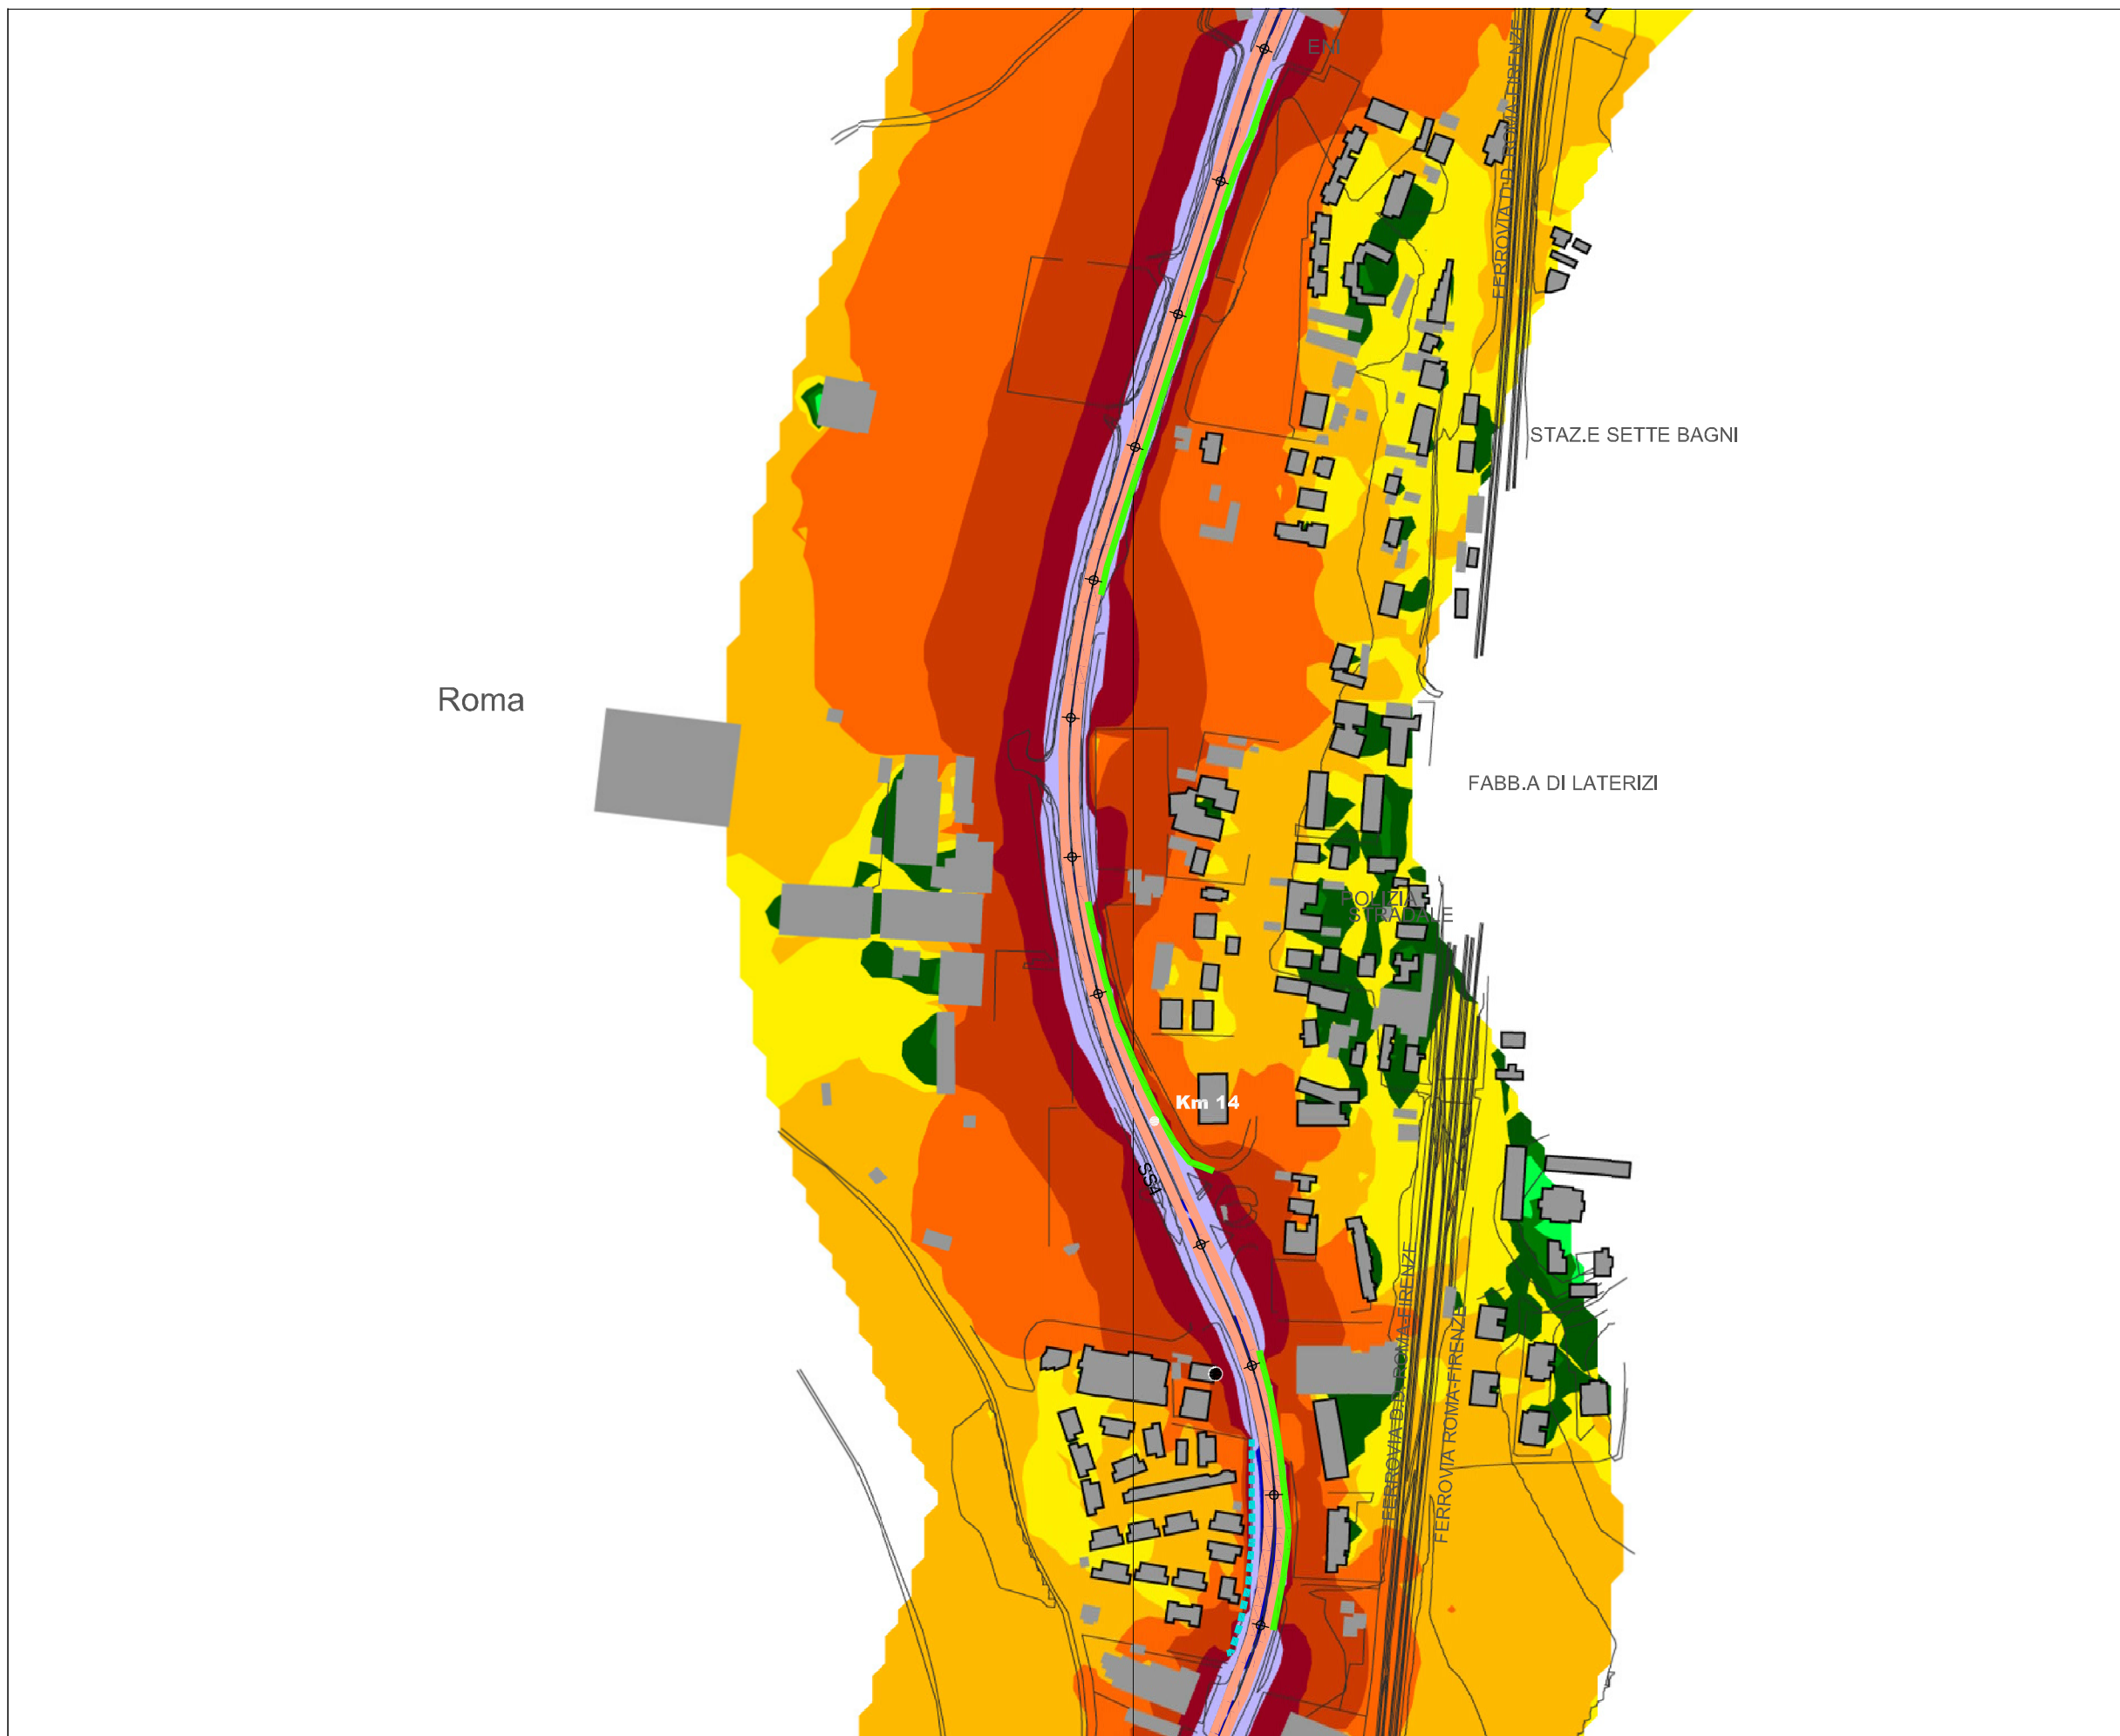 ENI
FERROVIA D.D. ROMA-FIRENZE
STAZ.E SETTE BAGNI
Roma
FABB.A DI LATERIZI
POLIZIA
STRADALE
Km 14
SS4
FERROVIA D.D. ROMA-FIRENZE
FERROVIA ROMA-FIRENZE